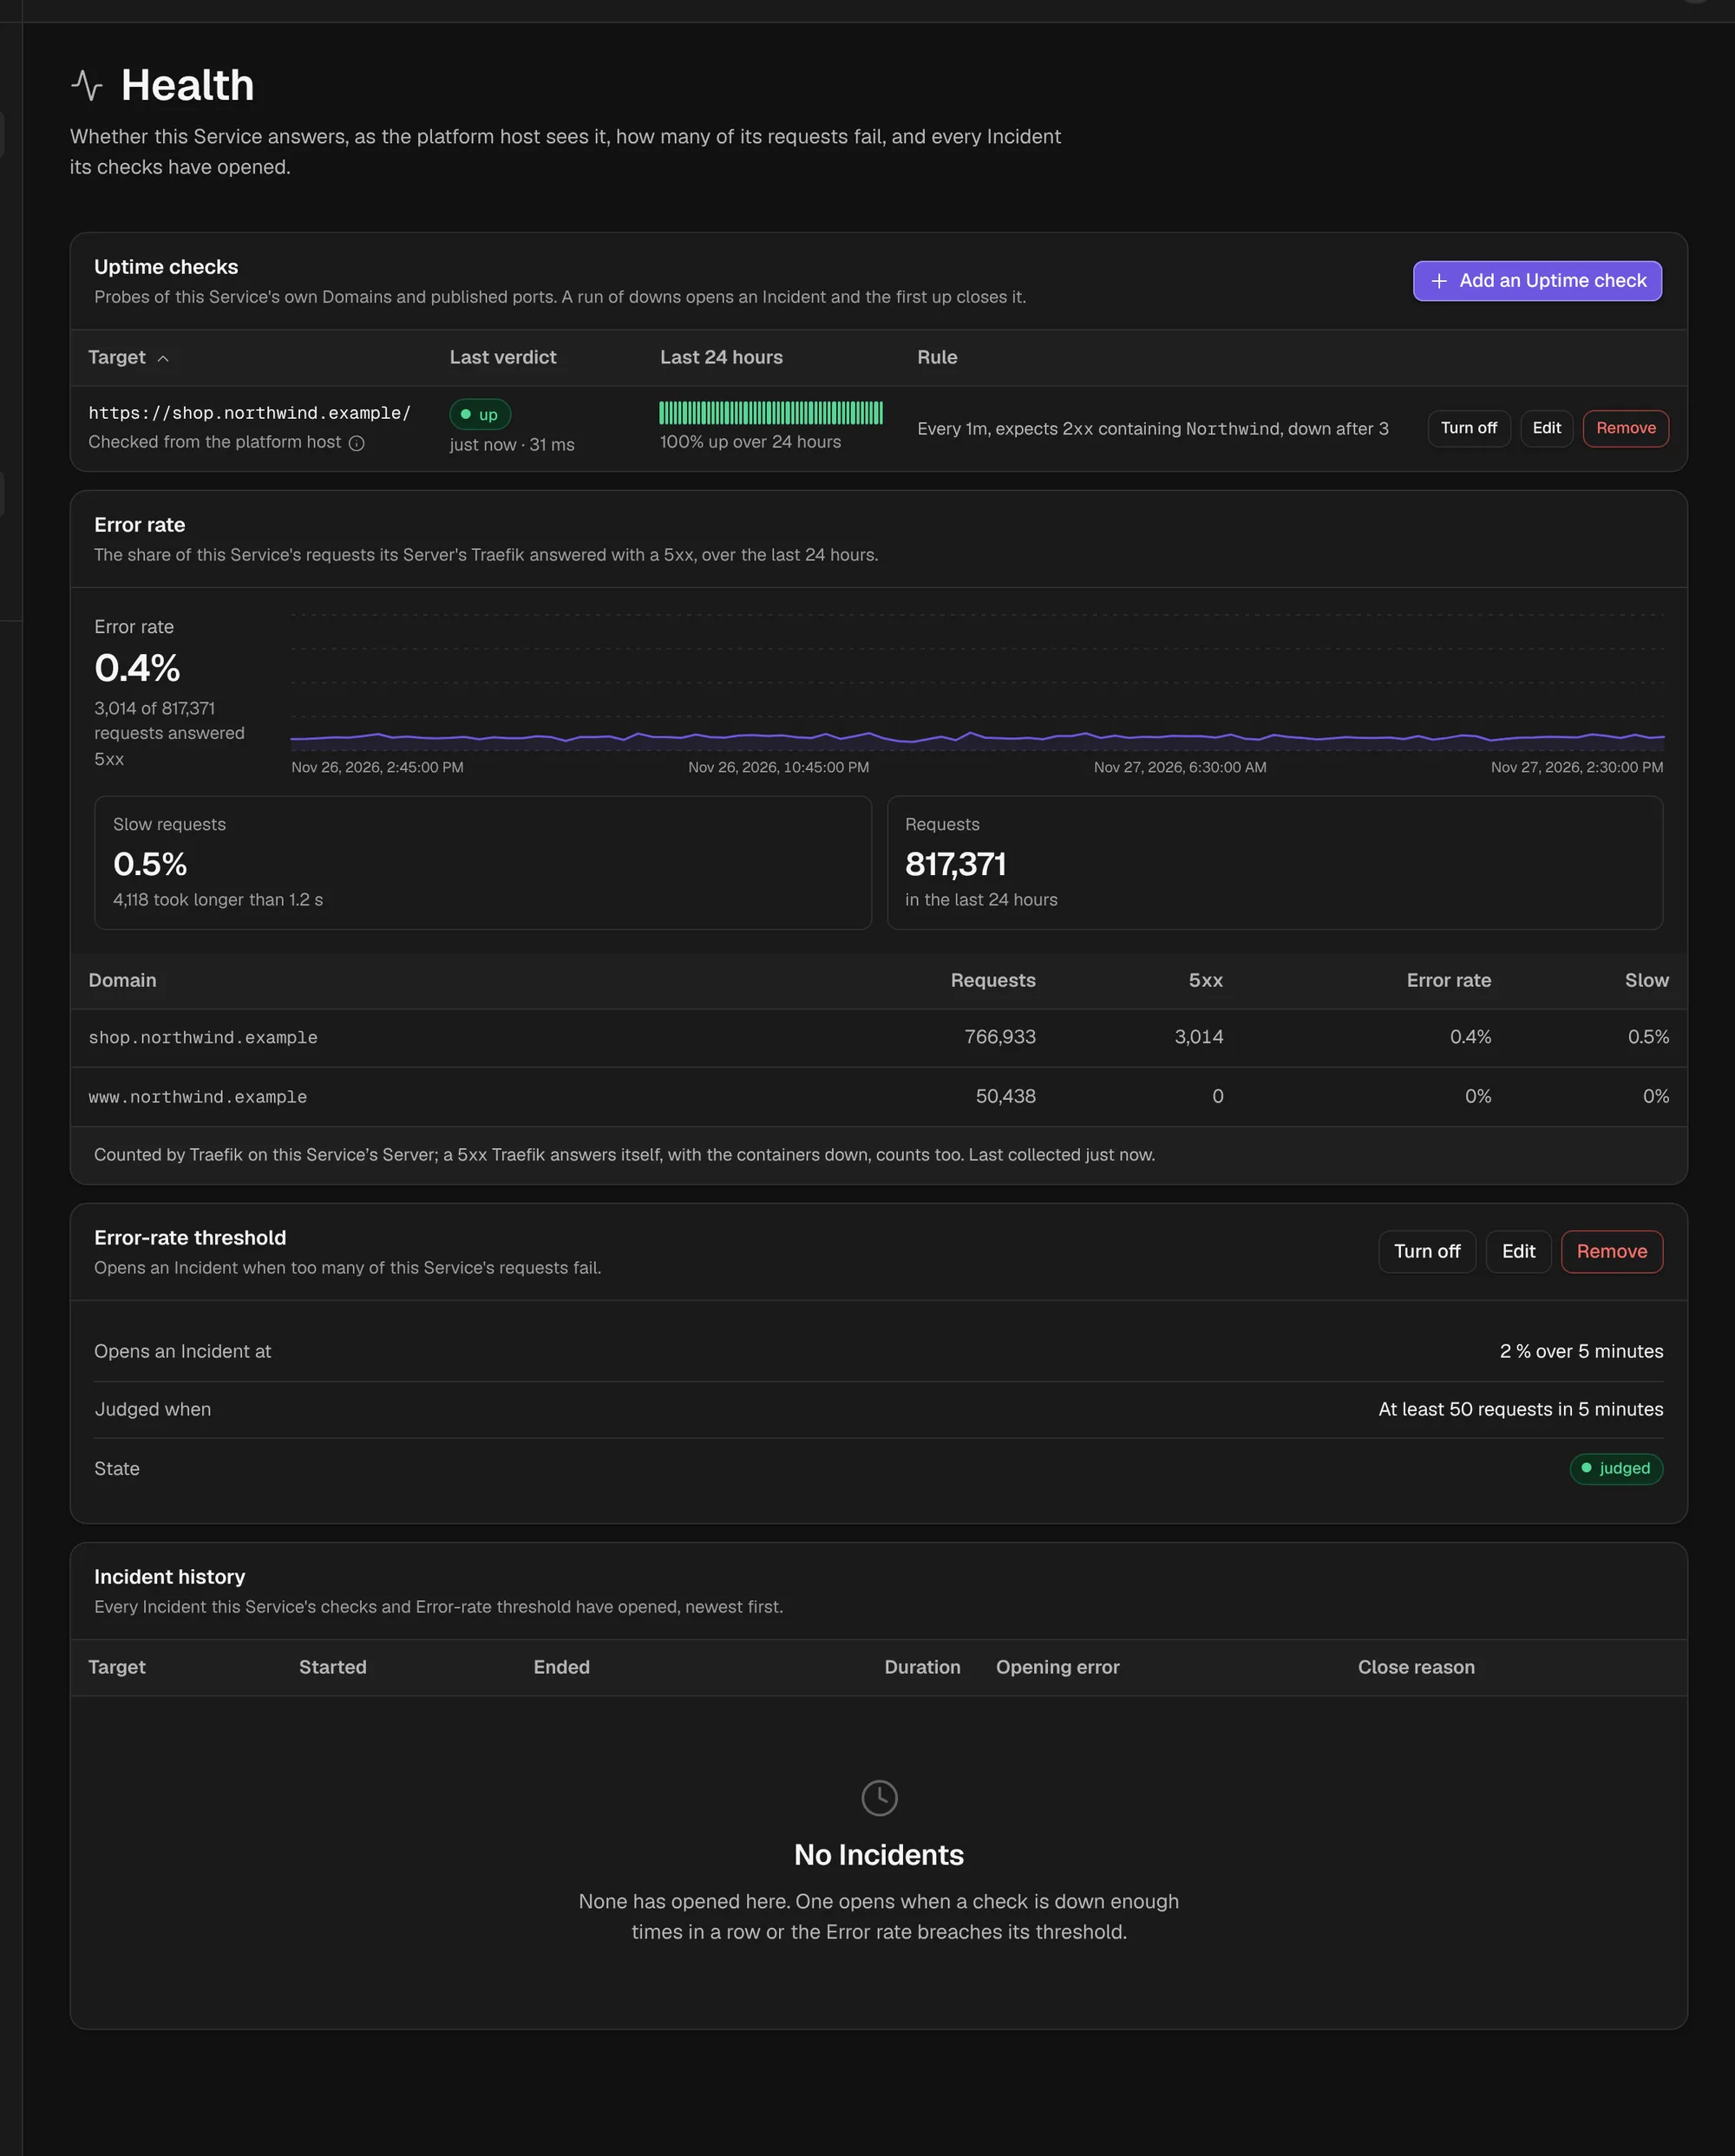 Health
Whether this Service answers, as the platform host sees it, how many of its requests fail, and every Incident
its checks have opened.
Uptime checks
Probes of this Service's own Domains and published ports. A run of downs opens an Incident and the first up closes it.
Add an Uptime check
Target Last verdict Last 24 hours Rule
https://shop.northwind.example/
Checked from the platform host
up
just now · 31 ms
100% up over 24 hours
Every 1m, expects 2xx containing Northwind, down after 3
Turn off Edit Remove
Error rate
The share of this Service's requests its Server's Traefik answered with a 5xx, over the last 24 hours.
Error rate
0.4%
3,014 of 817,371
requests answered
5xx
Nov 26, 2026, 2:45:00 PM Nov 26, 2026, 10:45:00 PM Nov 27, 2026, 6:30:00 AM Nov 27, 2026, 2:30:00 PM
Slow requests
0.5%
4,118 took longer than 1.2 s
Requests
817,371
in the last 24 hours
Domain Requests 5xx Error rate Slow
shop.northwind.example 766,933 3,014 0.4% 0.5%
www.northwind.example 50,438 0 0% 0%
Counted by Traefik on this Service’s Server; a 5xx Traefik answers itself, with the containers down, counts too. Last collected just now.
Error-rate threshold
Opens an Incident when too many of this Service's requests fail.
Turn off Edit Remove
Opens an Incident at 2 % over 5 minutes
Judged when At least 50 requests in 5 minutes
State judged
Incident history
Every Incident this Service's checks and Error-rate threshold have opened, newest first.
Target Started Ended Duration Opening error Close reason
No Incidents
None has opened here. One opens when a check is down enough
times in a row or the Error rate breaches its threshold.